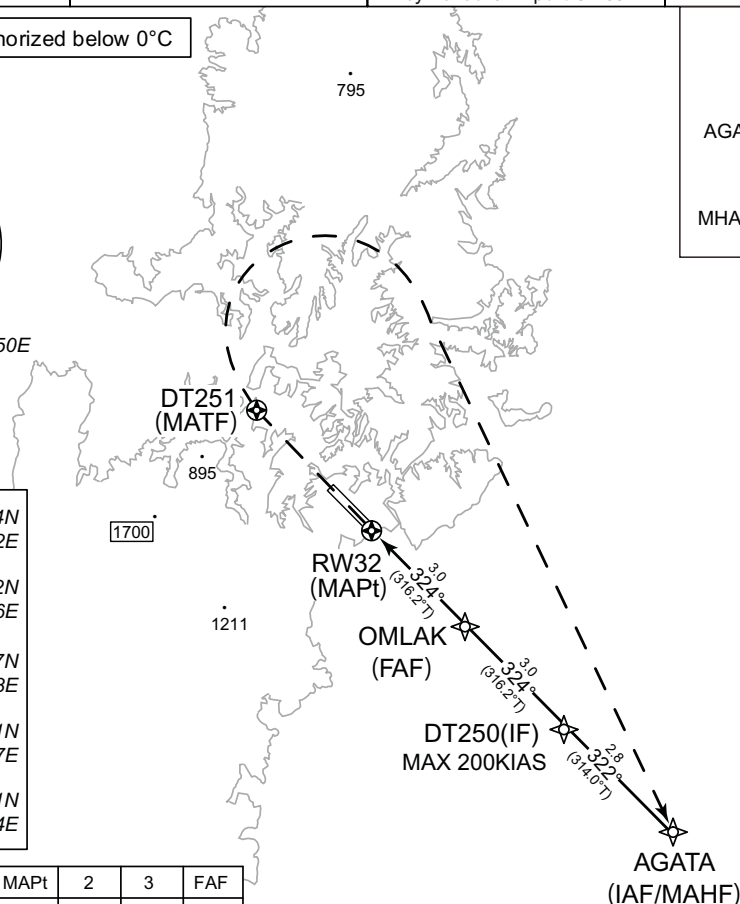 horized below 0°C
795
AGA
MHA
50E
DT251
(MATF)
895
1700
1211
4N
2E
2N
6E
7N
3E
1N
7E
1N
4E
RW32
(MAPt)
3.0
324°
(316.2°T)
OMLAK
(FAF)
3.0
324°
(316.2°T)
DT250(IF)
MAX 200KIAS
2.8
322°
(314.0°T)
AGATA
(IAF/MAHF)
MAPt 2 3 FAF